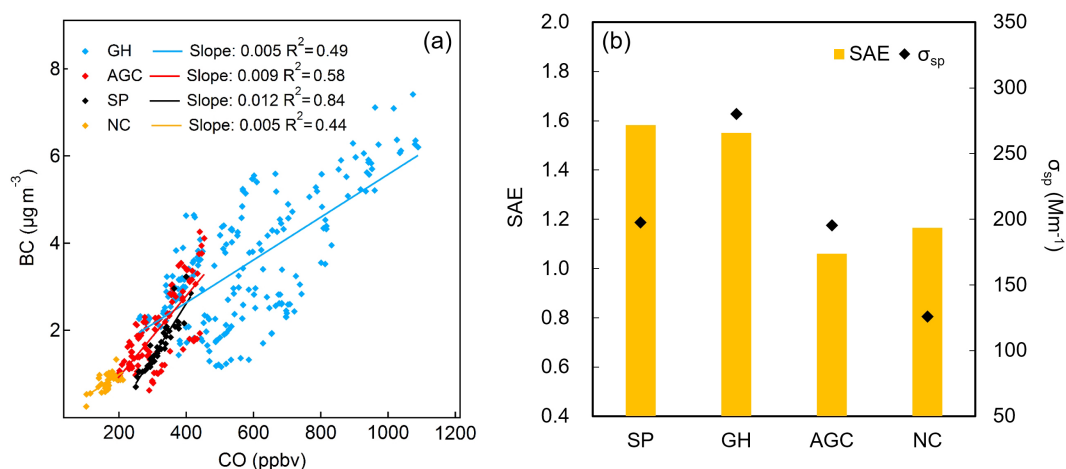 (a)
GH Slope: 0.005 R²=0.49
AGC Slope: 0.009 R²=0.58
SP Slope: 0.012 R²=0.84
NC Slope: 0.005 R²=0.44
8
6
4
2
BC (µg m⁻³)
200 400 600 800 1000 1200
CO (ppbv)
(b)
SAE σsp
2.0
1.8
1.6
1.4
1.2
1.0
0.8
0.6
0.4
SAE
350
300
250
200
150
100
50
σsp (Mm⁻¹)
SP GH AGC NC